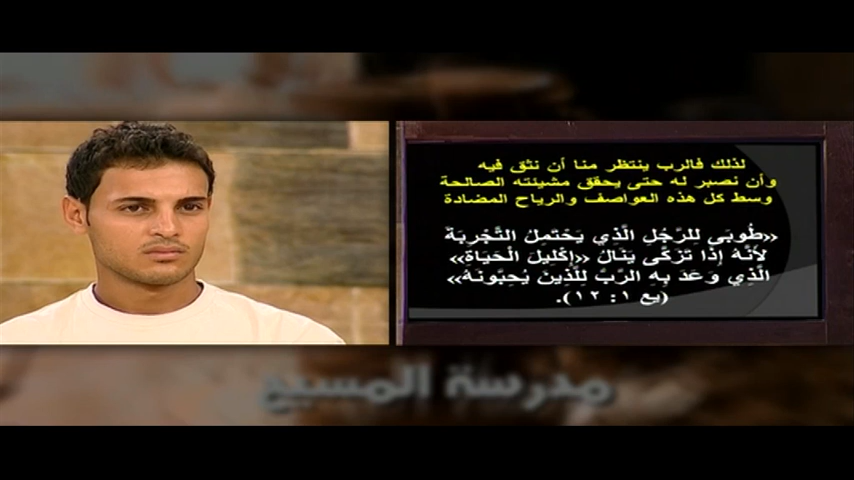 لذلك فالرب ينتظر منا أن نثق فيه
وأن نصبر له حتى يحقق مشيئته الصالحة
وسط كل هذه العواصف والرياح المضادة
«طُوبَى لِلرَّجُلِ الَّذِي يَحْتَمِلُ التَّجْرِبَةَ
لأَنَّهُ إِذَا تَزَكَّى يَنَالُ «إِكْلِيلَ الْحَيَاةِ»
الَّذِي وَعَدَ بِهِ الرَّبُّ لِلَّذِينَ يُحِبُّونَهُ»
(يع ١ : ١٢).
مدرسة المسيح